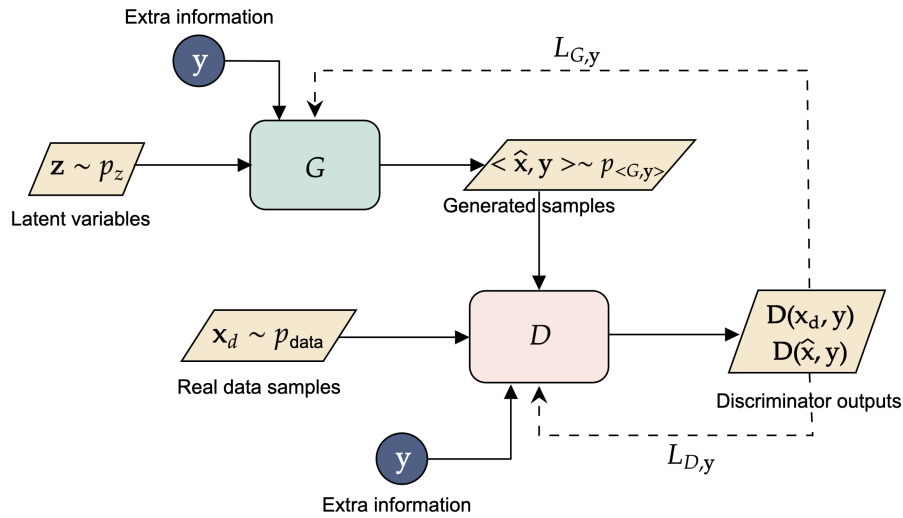 Extra information
y
L_{G,y}
z ∼ p_z
G
< x̂, y >∼ p_{<G,y>}
Latent variables
Generated samples
x_d ∼ p_data
D
D(x_d, y)
D(x̂, y)
Real data samples
Discriminator outputs
y
L_{D,y}
Extra information